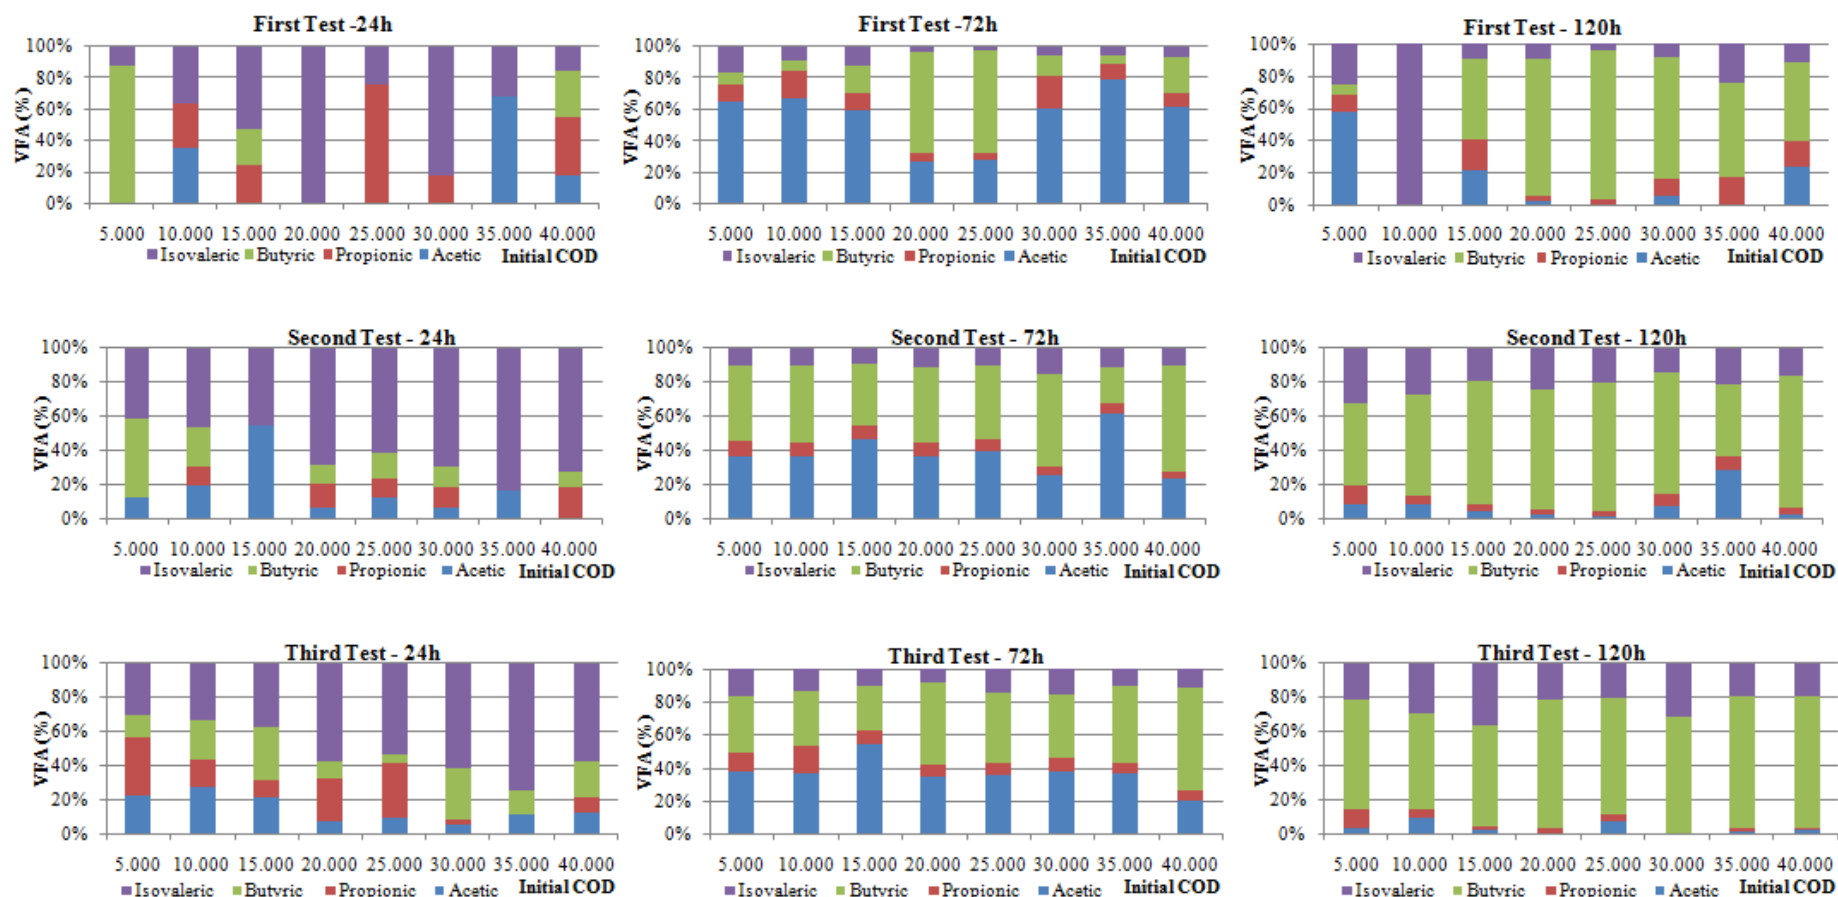 First Test -24h
VFA (%)
100%
80%
60%
40%
20%
0%
5.000 10.000 15.000 20.000 25.000 30.000 35.000 40.000
Isovaleric Butyric Propionic Acetic Initial COD
First Test -72h
VFA (%)
100%
80%
60%
40%
20%
0%
5.000 10.000 15.000 20.000 25.000 30.000 35.000 40.000
Isovaleric Butyric Propionic Acetic Initial COD
First Test - 120h
VFA (%)
100%
80%
60%
40%
20%
0%
5.000 10.000 15.000 20.000 25.000 30.000 35.000 40.000
Isovaleric Butyric Propionic Acetic Initial COD
Second Test - 24h
VFA (%)
100%
80%
60%
40%
20%
0%
5.000 10.000 15.000 20.000 25.000 30.000 35.000 40.000
Isovaleric Butyric Propionic Acetic Initial COD
Second Test - 72h
VFA (%)
100%
80%
60%
40%
20%
0%
5.000 10.000 15.000 20.000 25.000 30.000 35.000 40.000
Isovaleric Butyric Propionic Acetic Initial COD
Second Test - 120h
VFA (%)
100%
80%
60%
40%
20%
0%
5.000 10.000 15.000 20.000 25.000 30.000 35.000 40.000
Isovaleric Butyric Propionic Acetic Initial COD
Third Test - 24h
VFA (%)
100%
80%
60%
40%
20%
0%
5.000 10.000 15.000 20.000 25.000 30.000 35.000 40.000
Initial COD
Isovaleric Butyric Propionic Acetic
Third Test - 72h
VFA (%)
100%
80%
60%
40%
20%
0%
5.000 10.000 15.000 20.000 25.000 30.000 35.000 40.000
Initial COD
Isovaleric Butyric Propionic Acetic
Third Test - 120h
VFA (%)
100%
80%
60%
40%
20%
0%
5.000 10.000 15.000 20.000 25.000 30.000 35.000 40.000
Initial COD
Isovaleric Butyric Propionic Acetic